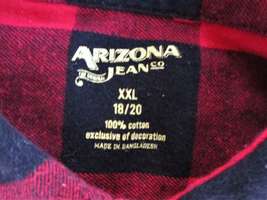 ARIZONA
JEAN CO
XXL
18/20
100% cotton
exclusive of decoration
MADE IN BANGLADESH